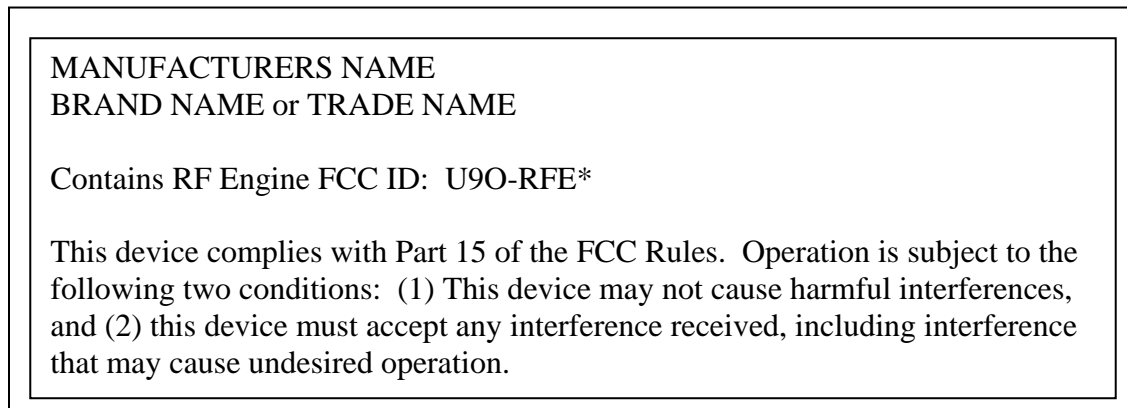 MANUFACTURERS NAME
BRAND NAME or TRADE NAME
Contains RF Engine FCC ID:  U9O-RFE*
This device complies with Part 15 of the FCC Rules.  Operation is subject to the
following two conditions:  (1) This device may not cause harmful interferences,
and (2) this device must accept any interference received, including interference
that may cause undesired operation.